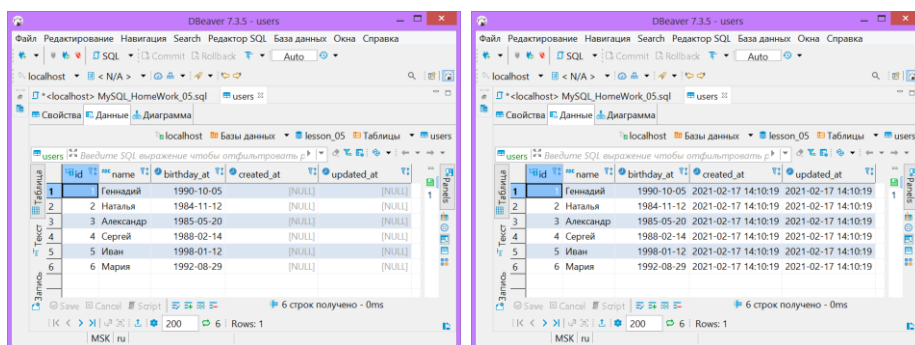 DBeaver 7.3.5 - users
Файл Редактирование Навигация Search Редактор SQL База данных Окна Справка
SQL Commit Rollback Auto
localhost < N/A >
*<localhost> MySQL_HomeWork_05.sql users
Свойства Данные Диаграмма
localhost Базы данных lesson_05 Таблицы users
users Введите SQL выражение чтобы отфильтровать р
Таблица Текст Запись Panels
id name birthday_at created_at updated_at
1 1 Геннадий 1990-10-05 [NULL] [NULL]
2 2 Наталья 1984-11-12 [NULL] [NULL]
3 3 Александр 1985-05-20 [NULL] [NULL]
4 4 Сергей 1988-02-14 [NULL] [NULL]
5 5 Иван 1998-01-12 [NULL] [NULL]
6 6 Мария 1992-08-29 [NULL] [NULL]
Save Cancel Script 6 строк получено - 0ms
200 6 Rows: 1
MSK ru
DBeaver 7.3.5 - users
Файл Редактирование Навигация Search Редактор SQL База данных Окна Справка
SQL Commit Rollback Auto
localhost < N/A >
*<localhost> MySQL_HomeWork_05.sql users
Свойства Данные Диаграмма
localhost Базы данных lesson_05 Таблицы users
users Введите SQL выражение чтобы отфильтровать р
Таблица Текст Запись Panels
id name birthday_at created_at updated_at
1 1 Геннадий 1990-10-05 2021-02-17 14:10:19 2021-02-17 14:10:19
2 2 Наталья 1984-11-12 2021-02-17 14:10:19 2021-02-17 14:10:19
3 3 Александр 1985-05-20 2021-02-17 14:10:19 2021-02-17 14:10:19
4 4 Сергей 1988-02-14 2021-02-17 14:10:19 2021-02-17 14:10:19
5 5 Иван 1998-01-12 2021-02-17 14:10:19 2021-02-17 14:10:19
6 6 Мария 1992-08-29 2021-02-17 14:10:19 2021-02-17 14:10:19
Save Cancel Script 6 строк получено - 0ms
200 6 Rows: 1
MSK ru